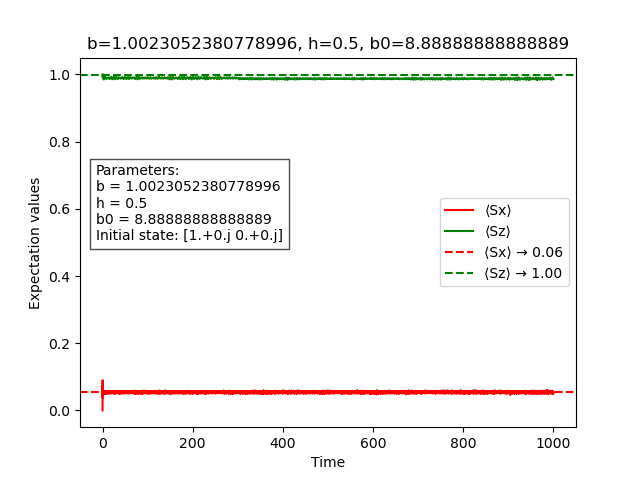 b=1.0023052380778996, h=0.5, b0=8.88888888888889
1.0
0.8
0.6
0.4
0.2
0.0
Expectation values
Parameters:
b = 1.0023052380778996
h = 0.5
b0 = 8.88888888888889
Initial state: [1.+0.j 0.+0.j]
⟨Sx⟩
⟨Sz⟩
⟨Sx⟩ → 0.06
⟨Sz⟩ → 1.00
0 200 400 600 800 1000
Time